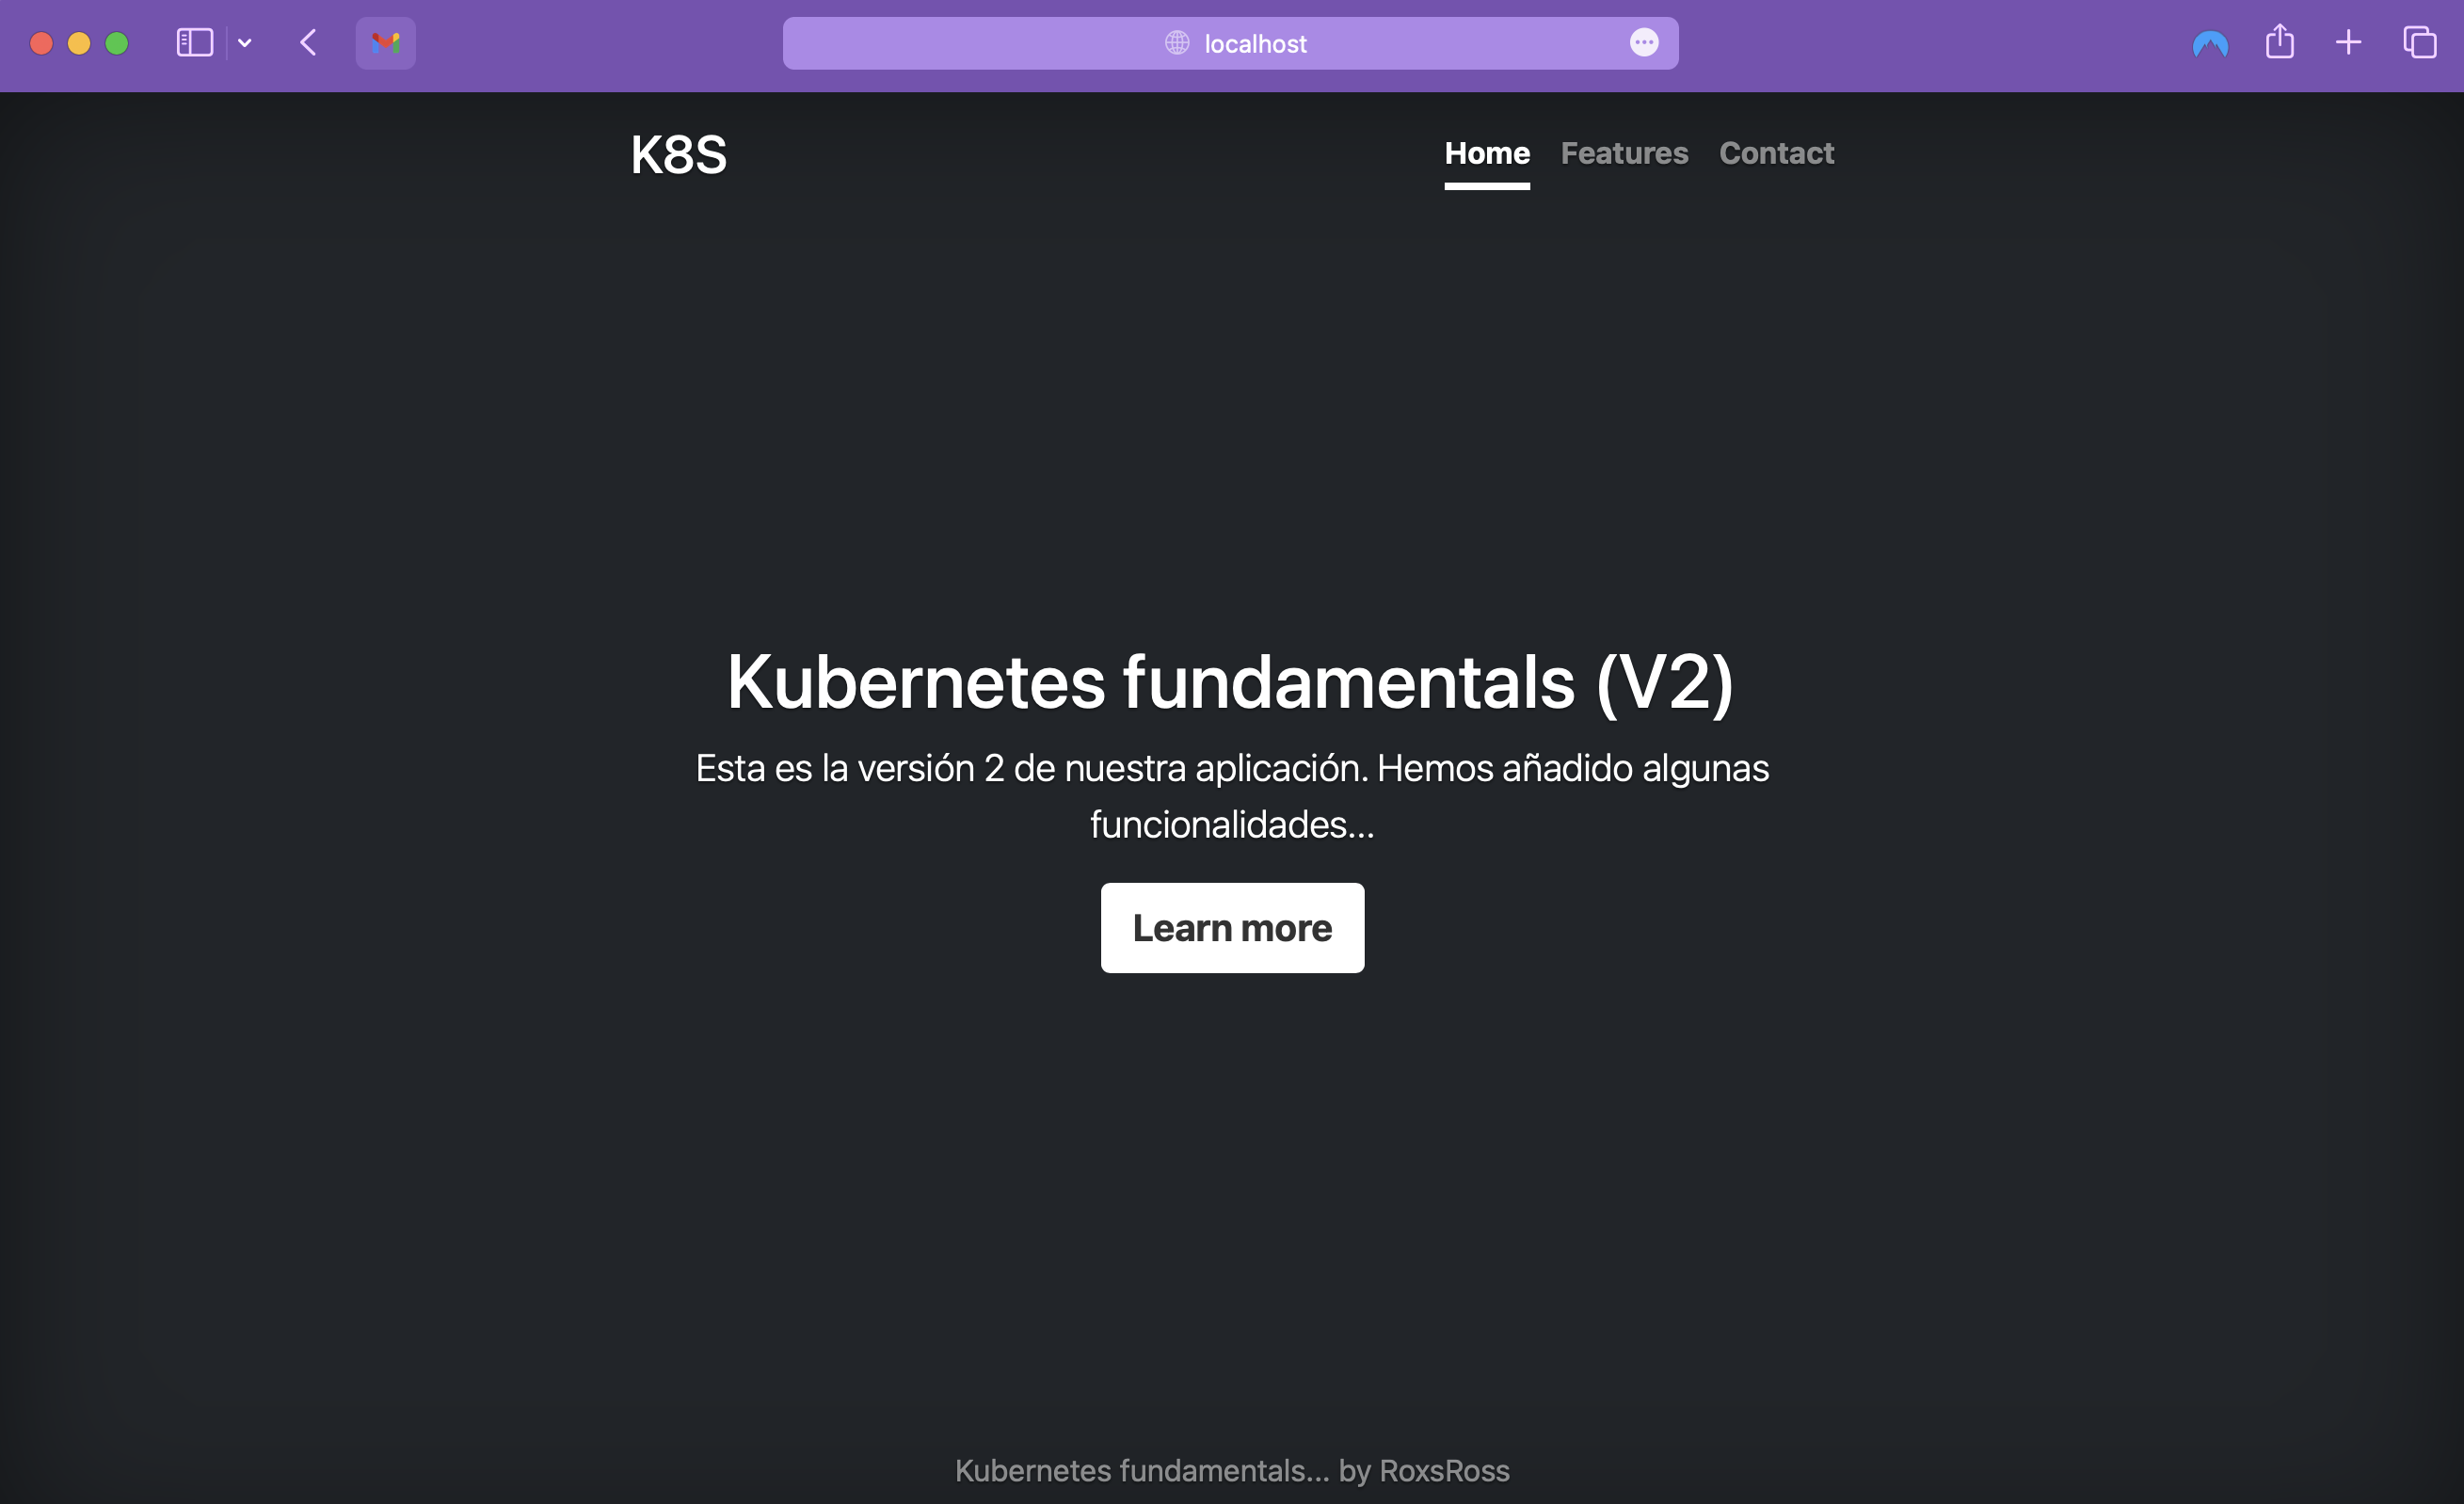 localhost
K8S
Home Features Contact
Kubernetes fundamentals (V2)
Esta es la versión 2 de nuestra aplicación. Hemos añadido algunas
funcionalidades...
Learn more
Kubernetes fundamentals... by RoxsRoss